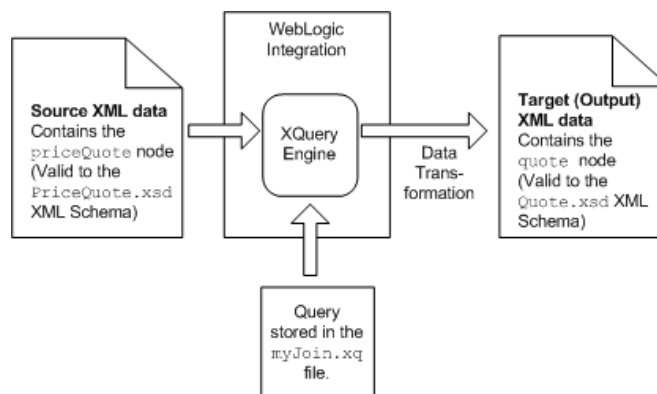 WebLogic
Integration
Source XML data
Contains the
priceQuote node
(Valid to the
PriceQuote.xsd
XML Schema)
XQuery
Engine
Data
Trans-
formation
Target (Output)
XML data
Contains the
quote node
(Valid to the
Quote.xsd XML
Schema)
Query
stored in the
myJoin.xq
file.